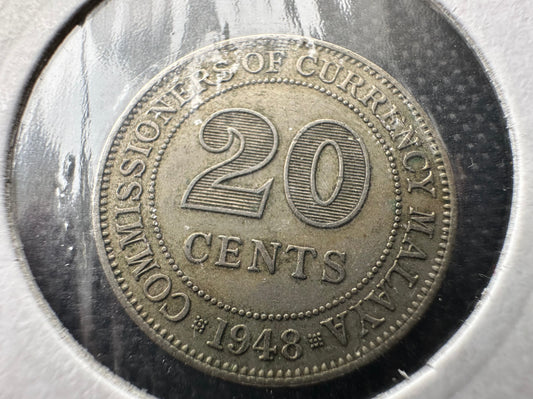 COMMISSIONERS OF CURRENCY MALAYA
20
CENTS
1948